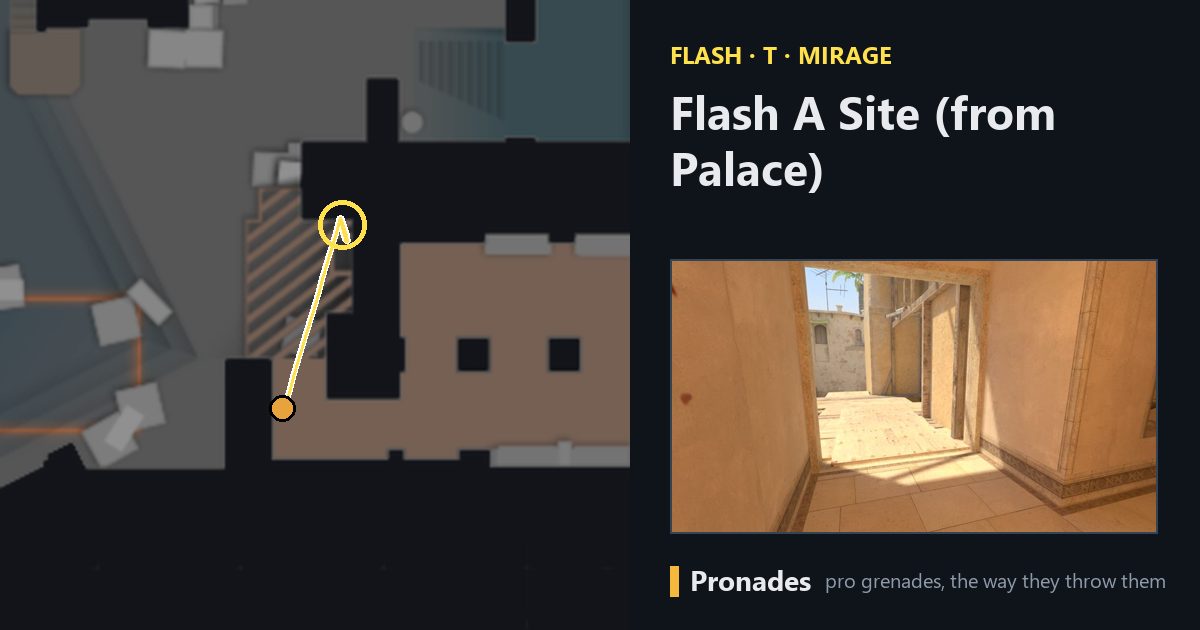 FLASH · T · MIRAGE
Flash A Site (from
Palace)
Pronades pro grenades, the way they throw them